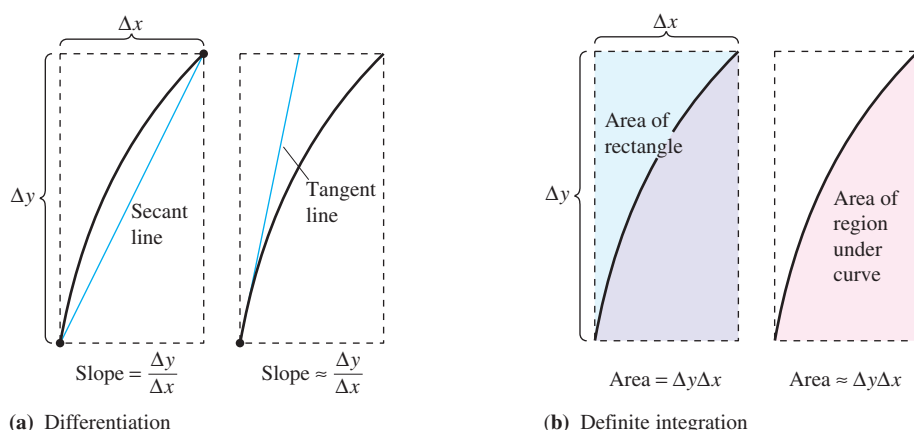 Δx
Δy
Secant
line
Slope = Δy/Δx
Tangent
line
Slope ≈ Δy/Δx
(a) Differentiation
Δx
Δy
Area of
rectangle
Area = ΔyΔx
Area of
region
under
curve
Area ≈ ΔyΔx
(b) Definite integration